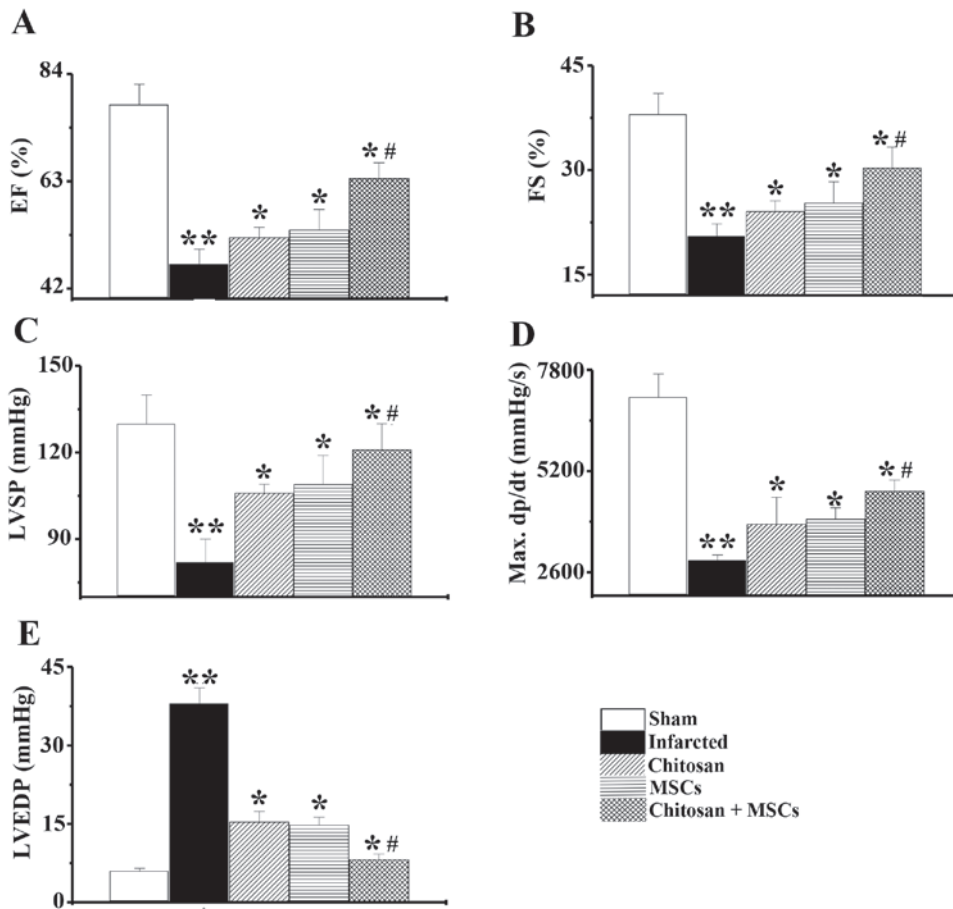 A
EF (%)
84
63
42
**
*
*
*#
B
FS (%)
45
30
15
**
*
*
*#
C
LVSP (mmHg)
150
120
90
**
*
*
*#
D
Max. dp/dt (mmHg/s)
7800
5200
2600
**
*
*
*#
E
LVEDP (mmHg)
45
30
15
0
**
*
*
*#
Sham
Infarcted
Chitosan
MSCs
Chitosan + MSCs